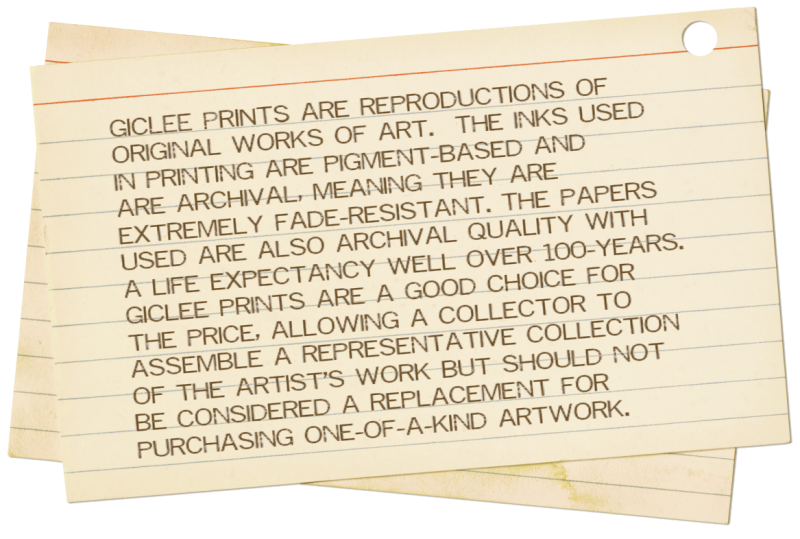 GICLEE PRINTS ARE REPRODUCTIONS OF
ORIGINAL WORKS OF ART.  THE INKS USED
IN PRINTING ARE PIGMENT-BASED AND
ARE ARCHIVAL, MEANING THEY ARE
EXTREMELY FADE-RESISTANT. THE PAPERS
USED ARE ALSO ARCHIVAL QUALITY WITH
A LIFE EXPECTANCY WELL OVER 100-YEARS.
GICLEE PRINTS ARE A GOOD CHOICE FOR
THE PRICE, ALLOWING A COLLECTOR TO
ASSEMBLE A REPRESENTATIVE COLLECTION
OF THE ARTIST'S WORK BUT SHOULD NOT
BE CONSIDERED A REPLACEMENT FOR
PURCHASING ONE-OF-A-KIND ARTWORK.